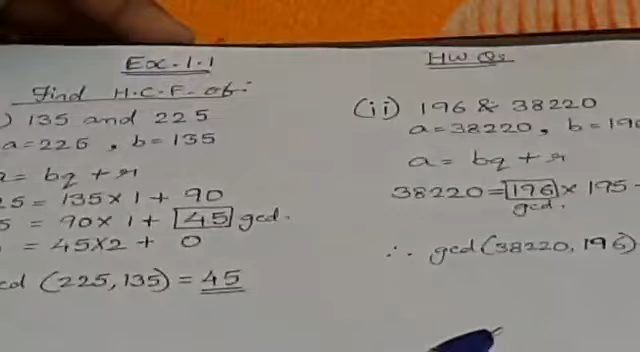 Ex.1.1
Find H.C.F. of:
) 135 and 225
a=225, b=135
a= bq + r
25 = 135×1 + 90
5 = 90×1 + 45 gcd.
= 45×2 + 0
cd (225,135) = 45
HW Qs
(ii) 196 & 38220
a=38220, b=196
a= bq + r
38220=196× 195
gcd.
∴ gcd(38220,196)